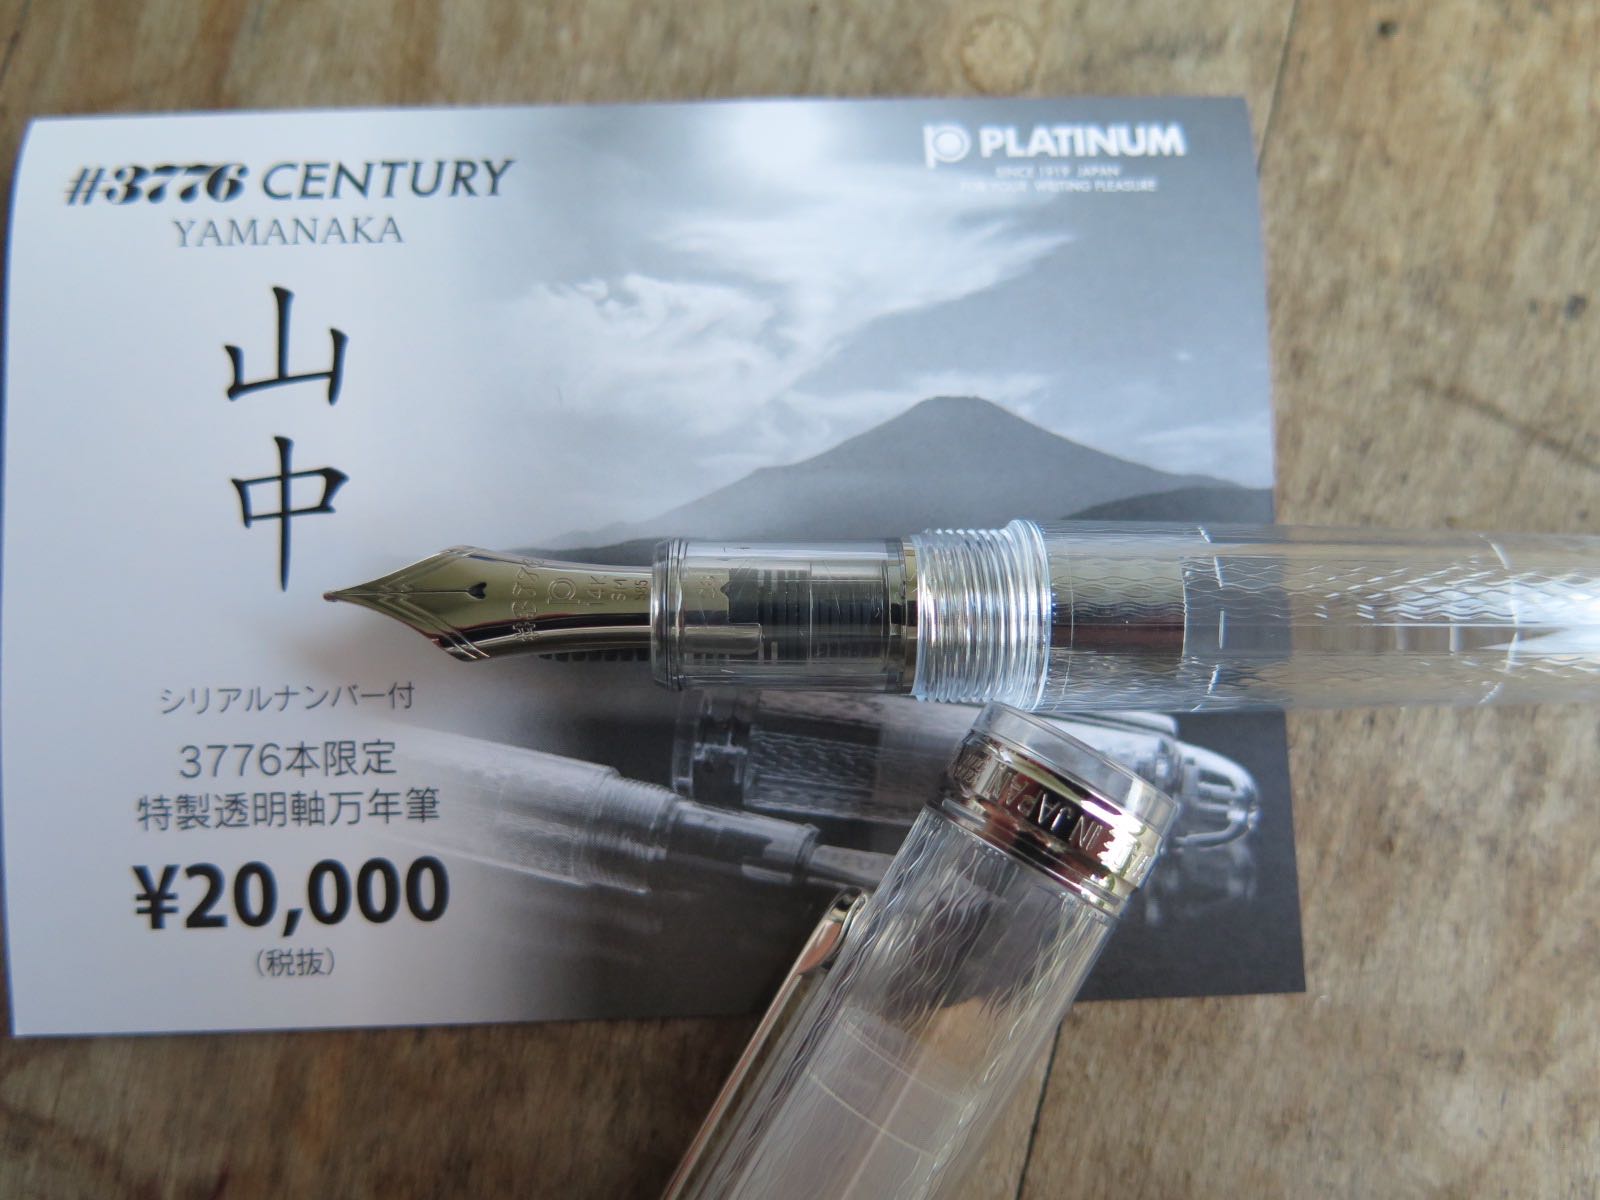 #3776 CENTURY
YAMANAKA
PLATINUM
SINCE 1919 JAPAN
FOR YOUR WRITING PLEASURE
山中
シリアルナンバー付
3776本限定
特製透明軸万年筆
¥20,000
(税抜)
#3776
P
14K
585
IN JAPAN